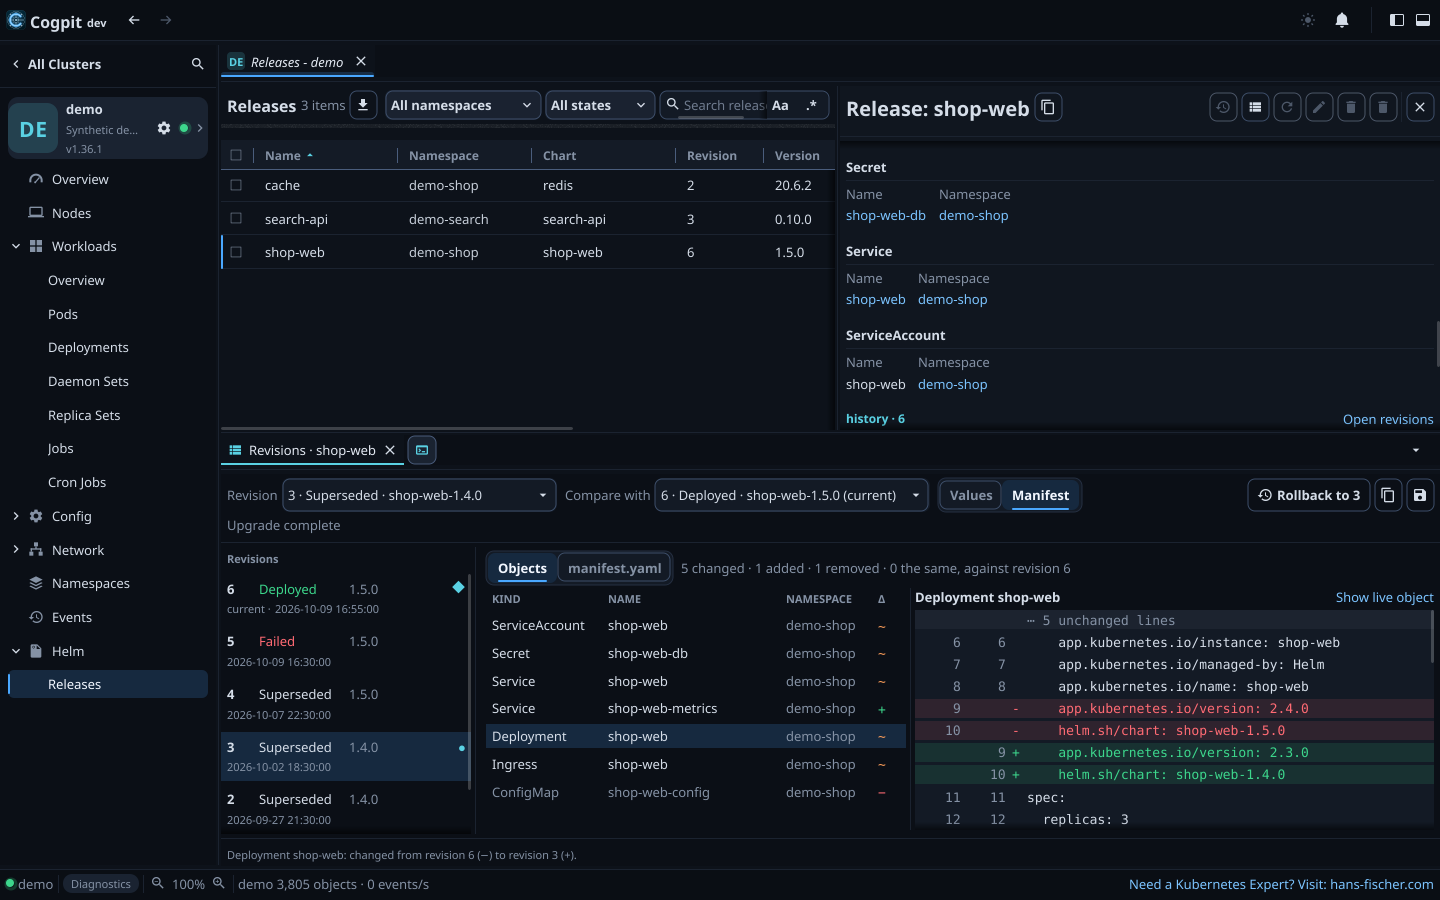 Cogpit dev
All Clusters
DE Releases - demo
DE
demo
Synthetic de...
v1.36.1
Overview
Nodes
Workloads
Overview
Pods
Deployments
Daemon Sets
Replica Sets
Jobs
Cron Jobs
Config
Network
Namespaces
Events
Helm
Releases
Releases 3 items All namespaces All states Search Aa .*
Name Namespace Chart Revision Version
cache demo-shop redis 2 20.6.2
search-api demo-search search-api 3 0.10.0
shop-web demo-shop shop-web 6 1.5.0
Release: shop-web
Secret
Name Namespace
shop-web-db demo-shop
Service
Name Namespace
shop-web demo-shop
ServiceAccount
Name Namespace
shop-web demo-shop
history · 6 Open revisions
Revisions · shop-web
Revision 3 · Superseded · shop-web-1.4.0 Compare with 6 · Deployed · shop-web-1.5.0 (current) Values Manifest Rollback to 3
Upgrade complete
Revisions
6 Deployed 1.5.0
current · 2026-10-09 16:55:00
5 Failed 1.5.0
2026-10-09 16:30:00
4 Superseded 1.5.0
2026-10-07 22:30:00
3 Superseded 1.4.0
2026-10-02 18:30:00
2 Superseded 1.4.0
2026-09-27 21:30:00
Objects manifest.yaml 5 changed · 1 added · 1 removed · 0 the same, against revision 6
KIND NAME NAMESPACE Δ
ServiceAccount shop-web demo-shop ~
Secret shop-web-db demo-shop ~
Service shop-web demo-shop ~
Service shop-web-metrics demo-shop +
Deployment shop-web demo-shop ~
Ingress shop-web demo-shop ~
ConfigMap shop-web-config demo-shop −
Deployment shop-web Show live object
⋯ 5 unchanged lines
6 6 app.kubernetes.io/instance: shop-web
7 7 app.kubernetes.io/managed-by: Helm
8 8 app.kubernetes.io/name: shop-web
9 - app.kubernetes.io/version: 2.4.0
10 - helm.sh/chart: shop-web-1.5.0
9 + app.kubernetes.io/version: 2.3.0
10 + helm.sh/chart: shop-web-1.4.0
11 11 spec:
12 12 replicas: 3
Deployment shop-web: changed from revision 6 (−) to revision 3 (+).
demo Diagnostics 100% demo 3,805 objects · 0 events/s Need a Kubernetes Expert? Visit: hans-fischer.com